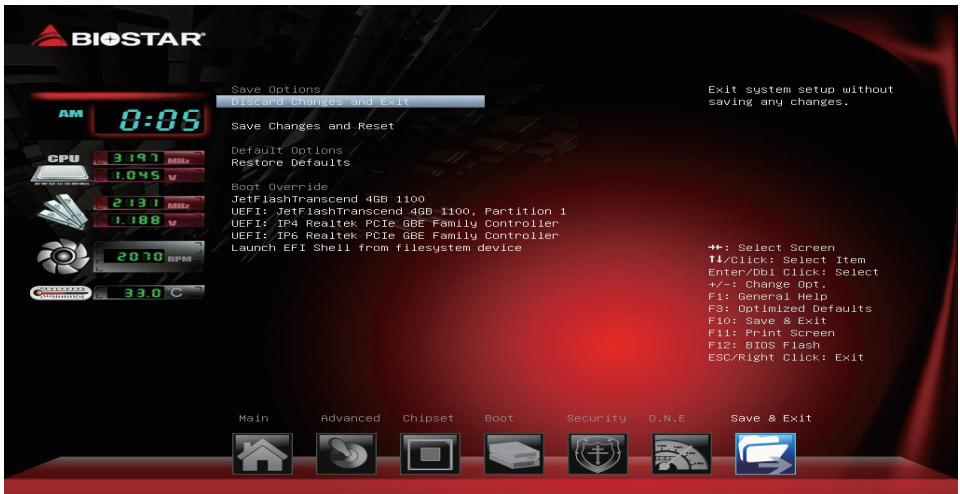 BIOSTAR
AM 0:05
CPU 3197 MHz
1.045 V
2131 MHz
1.188 V
2070 RPM
33.0 C
Save Options
Discard Changes and Exit
Save Changes and Reset
Default Options
Restore Defaults
Boot Override
JetFlashTranscend 4GB 1100
UEFI: JetFlashTranscend 4GB 1100, Partition 1
UEFI: IP4 Realtek PCIe GBE Family Controller
UEFI: IP6 Realtek PCIe GBE Family Controller
Launch EFI Shell from filesystem device
Exit system setup without
saving any changes.
→←: Select Screen
↑↓/Click: Select Item
Enter/Dbl Click: Select
+/-: Change Opt.
F1: General Help
F3: Optimized Defaults
F10: Save & Exit
F11: Print Screen
F12: BIOS Flash
ESC/Right Click: Exit
Main Advanced Chipset Boot Security O.N.E Save & Exit